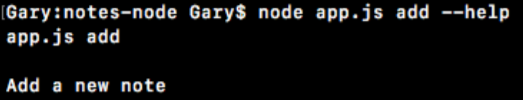 [Gary:notes-node Gary$ node app.js add --help
app.js add
Add a new note